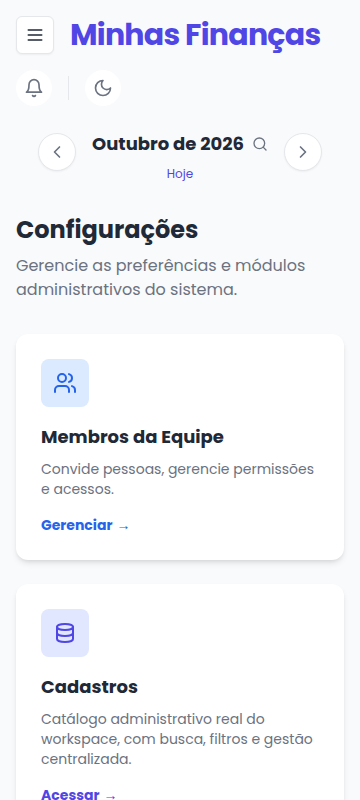 Minhas Finanças
Outubro de 2026
Hoje
Configurações
Gerencie as preferências e módulos
administrativos do sistema.
Membros da Equipe
Convide pessoas, gerencie permissões
e acessos.
Gerenciar →
Cadastros
Catálogo administrativo real do
workspace, com busca, filtros e gestão
centralizada.
Acessar →